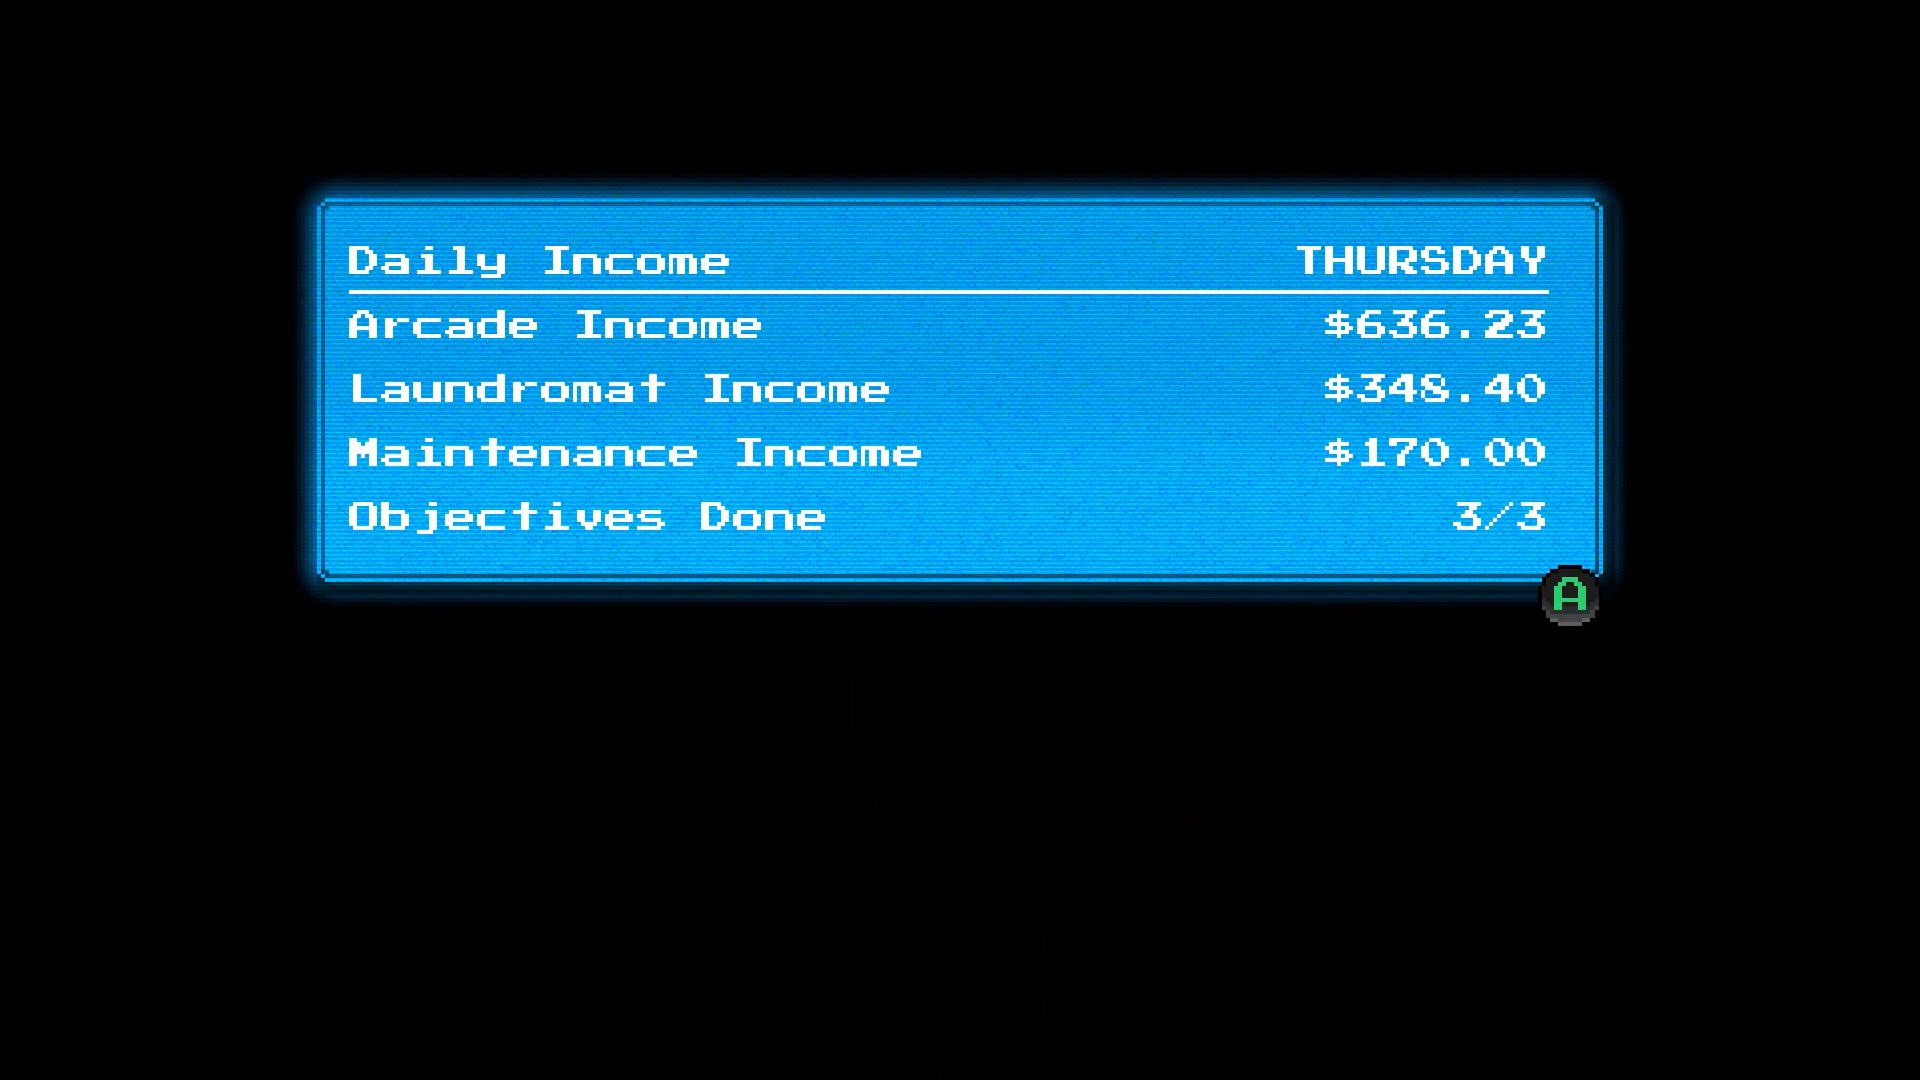 Daily Income THURSDAY
Arcade Income $636.23
Laundromat Income $348.40
Maintenance Income $170.00
Objectives Done 3/3
A